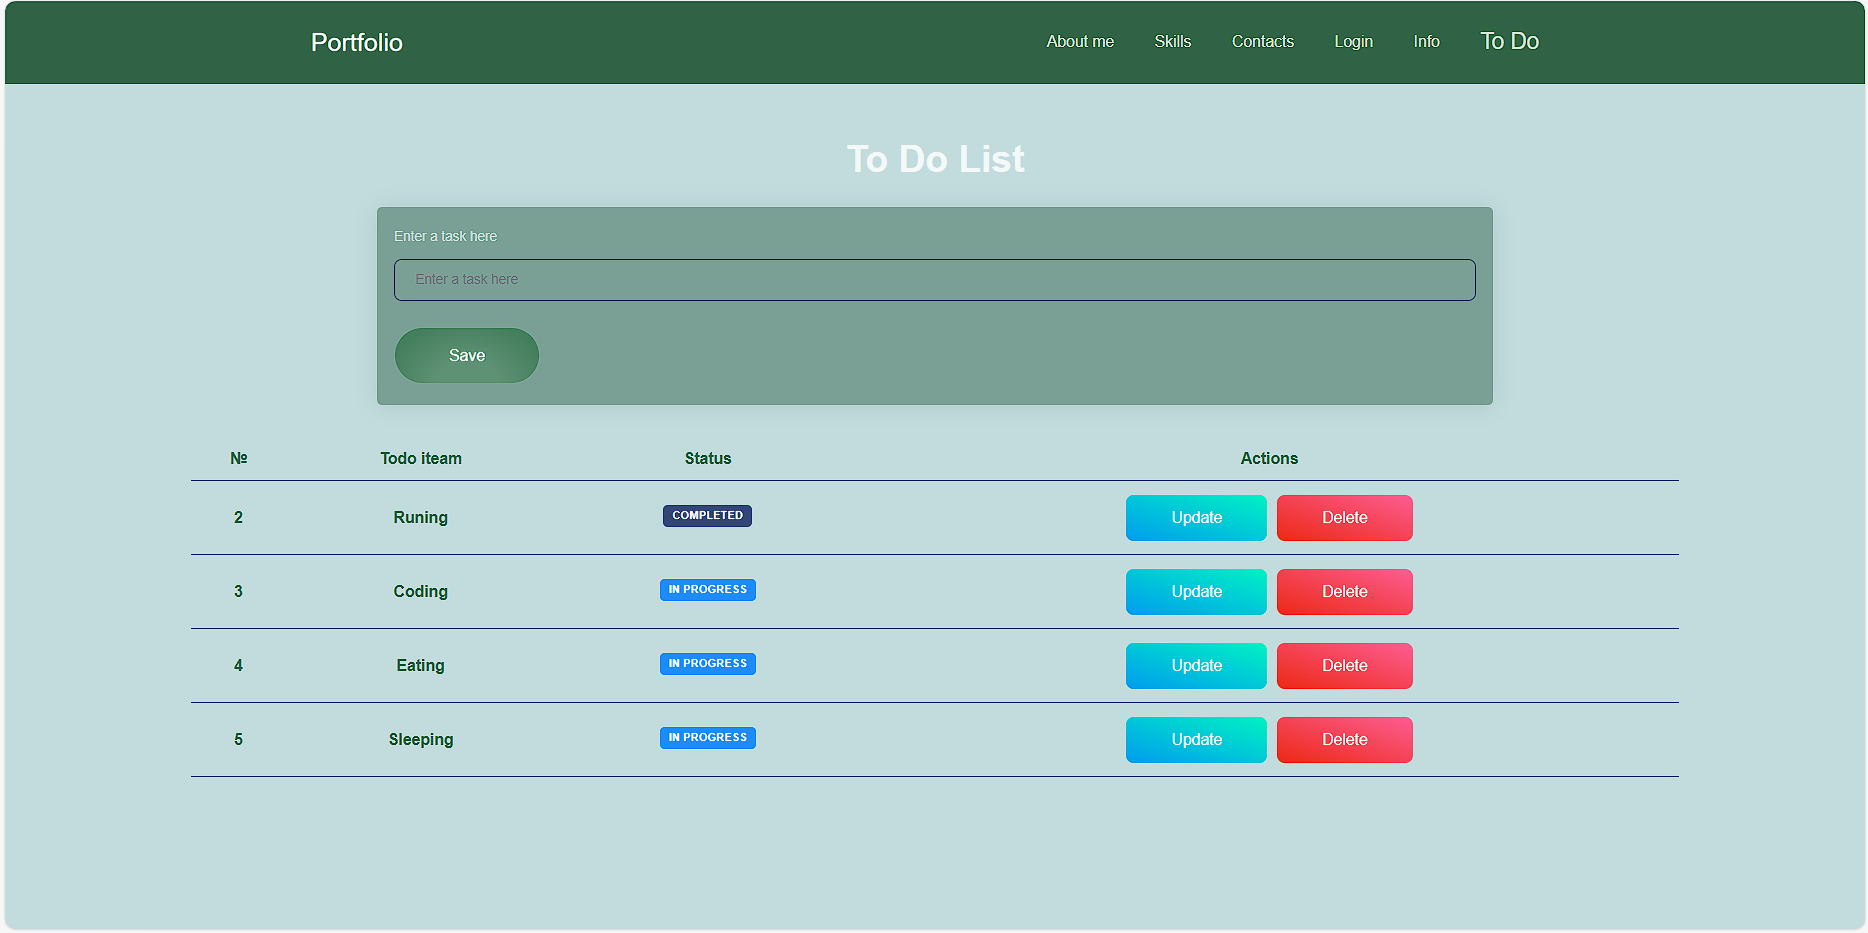 Portfolio About me Skills Contacts Login Info To Do
To Do List
Enter a task here
Enter a task here
Save
№ Todo iteam Status Actions
2 Runing COMPLETED Update Delete
3 Coding IN PROGRESS Update Delete
4 Eating IN PROGRESS Update Delete
5 Sleeping IN PROGRESS Update Delete